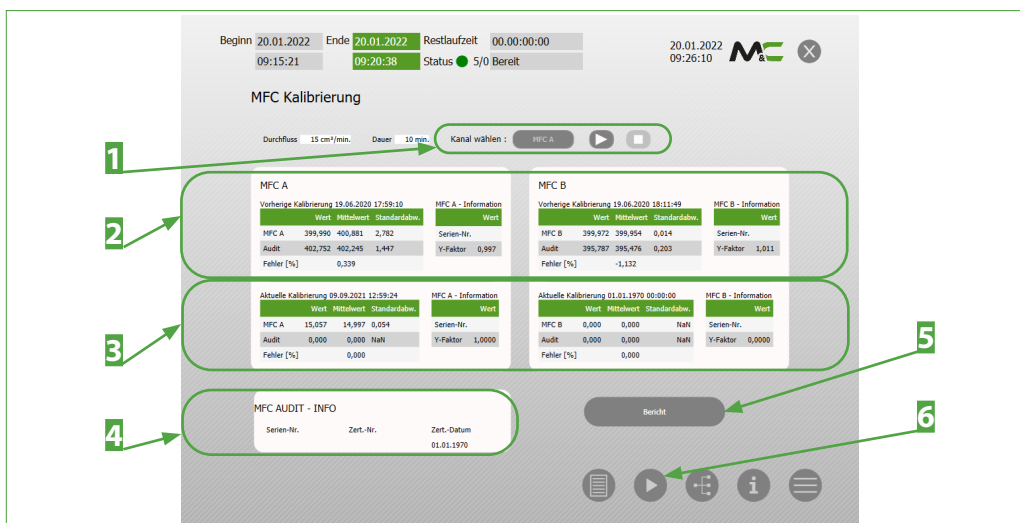 Beginn 20.01.2022 Ende 20.01.2022 Restlaufzeit 00.00:00:00
09:15:21 09:20:38 Status 5/0 Bereit
20.01.2022
09:26:10
M&C
X
MFC Kalibrierung
Durchfluss 15 cm³/min. Dauer 10 min. Kanal wählen : MFC A
1
MFC A
Vorherige Kalibrierung 19.06.2020 17:59:10 MFC A - Information
Wert Mittelwert Standardabw. Wert
MFC A 399,990 400,881 2,782 Serien-Nr.
Audit 402,752 402,245 1,447 Y-Faktor 0,997
Fehler [%] 0,339
MFC B
Vorherige Kalibrierung 19.06.2020 18:11:49 MFC B - Information
Wert Mittelwert Standardabw. Wert
MFC B 399,972 399,954 0,014 Serien-Nr.
Audit 395,787 395,476 0,203 Y-Faktor 1,011
Fehler [%] -1,132
2
Aktuelle Kalibrierung 09.09.2021 12:59:24 MFC A - Information
Wert Mittelwert Standardabw. Wert
MFC A 15,057 14,997 0,054 Serien-Nr.
Audit 0,000 0,000 NaN Y-Faktor 1,0000
Fehler [%] 0,000
Aktuelle Kalibrierung 01.01.1970 00:00:00 MFC B - Information
Wert Mittelwert Standardabw. Wert
MFC B 0,000 0,000 NaN Serien-Nr.
Audit 0,000 0,000 NaN Y-Faktor 0,0000
Fehler [%] 0,000
3
5
MFC AUDIT - INFO
Serien-Nr. Zert.-Nr. Zert.-Datum
01.01.1970
4
Bericht
6
i